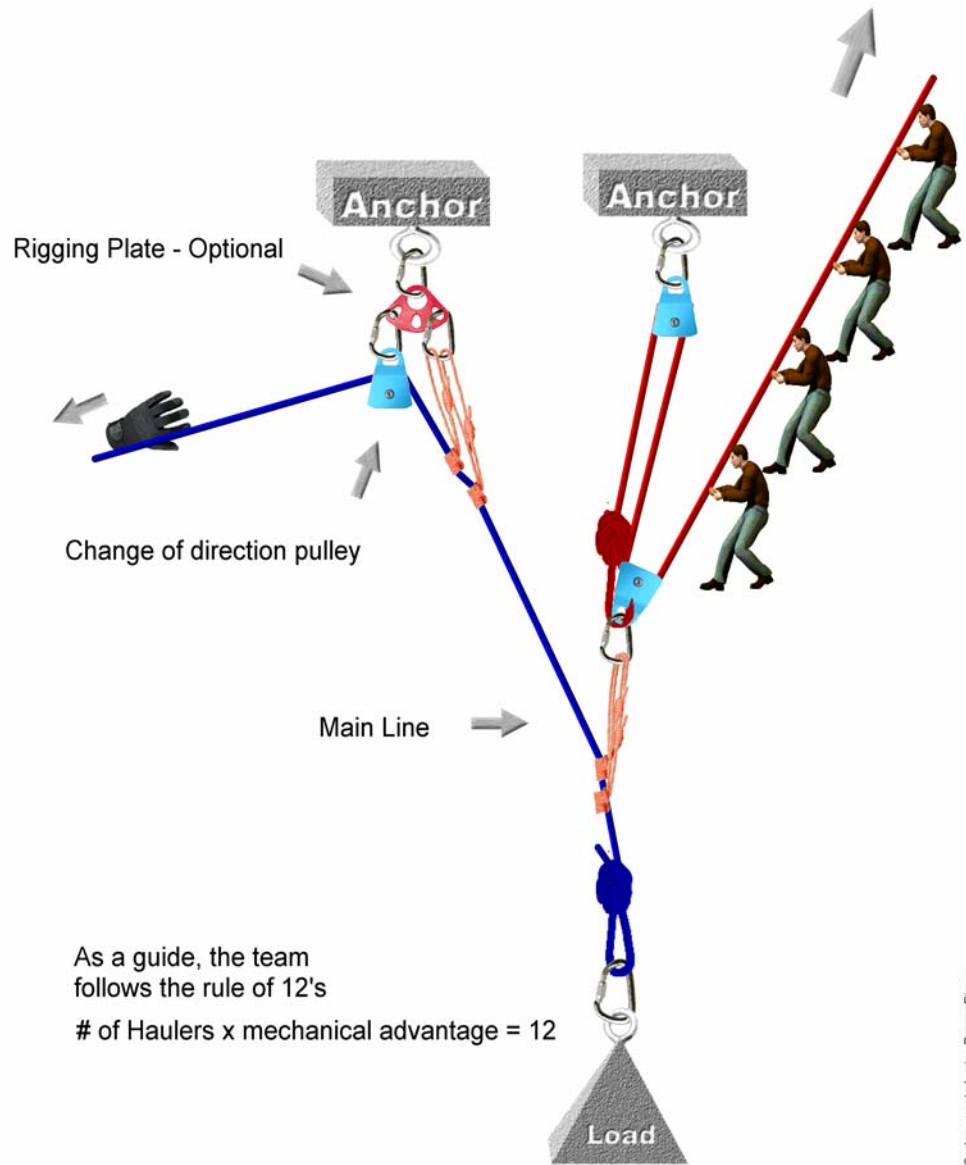 Anchor
Anchor
Rigging Plate - Optional
Change of direction pulley
Main Line
As a guide, the team
follows the rule of 12's
# of Haulers x mechanical advantage = 12
Load